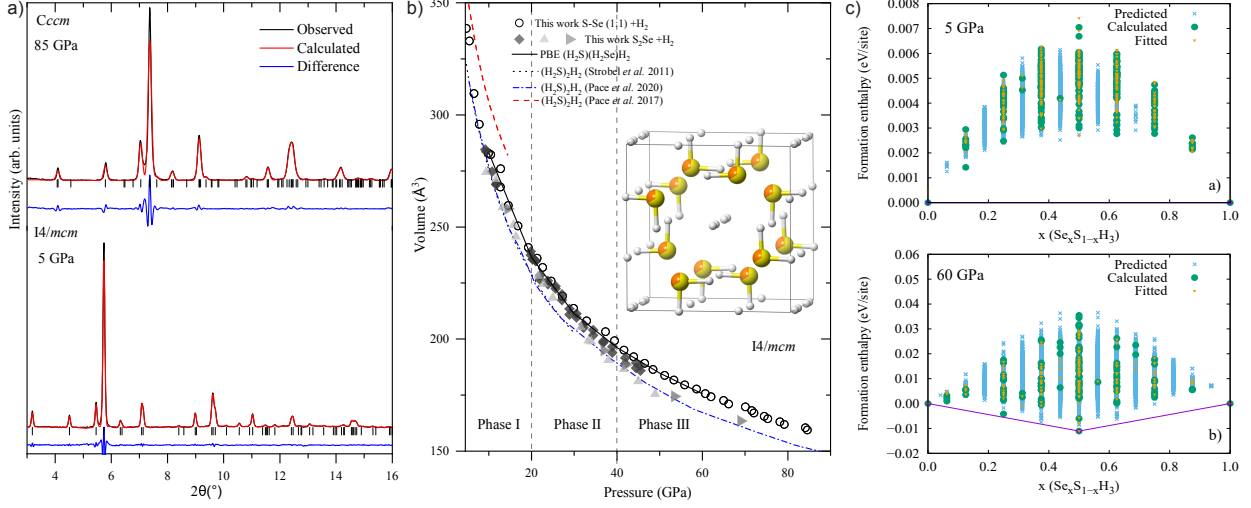 a)
Cccm
85 GPa
Observed
Calculated
Difference
I4/mcm
5 GPa
Intensity (arb. units)
4 6 8 10 12 14 16
2θ(°)
b)
This work S-Se (1:1) +H2
This work S2Se +H2
PBE (H2S)(H2Se)H2
(H2S)2H2 (Strobel et al. 2011)
(H2S)2H2 (Pace et al. 2020)
(H2S)2H2 (Pace et al. 2017)
350
300
250
200
150
Volume (Å3)
I4/mcm
Phase I
Phase II
Phase III
20 40 60 80
Pressure (GPa)
c)
5 GPa
Predicted
Calculated
Fitted
0.008
0.007
0.006
0.005
0.004
0.003
0.002
0.001
0.000
Formation enthalpy (eV/site)
a)
0.0 0.2 0.4 0.6 0.8 1.0
x (SexS1−xH3)
60 GPa
Predicted
Calculated
Fitted
0.06
0.05
0.04
0.03
0.02
0.01
0.00
−0.01
−0.02
Formation enthalpy (eV/site)
b)
0.0 0.2 0.4 0.6 0.8 1.0
x (SexS1−xH3)